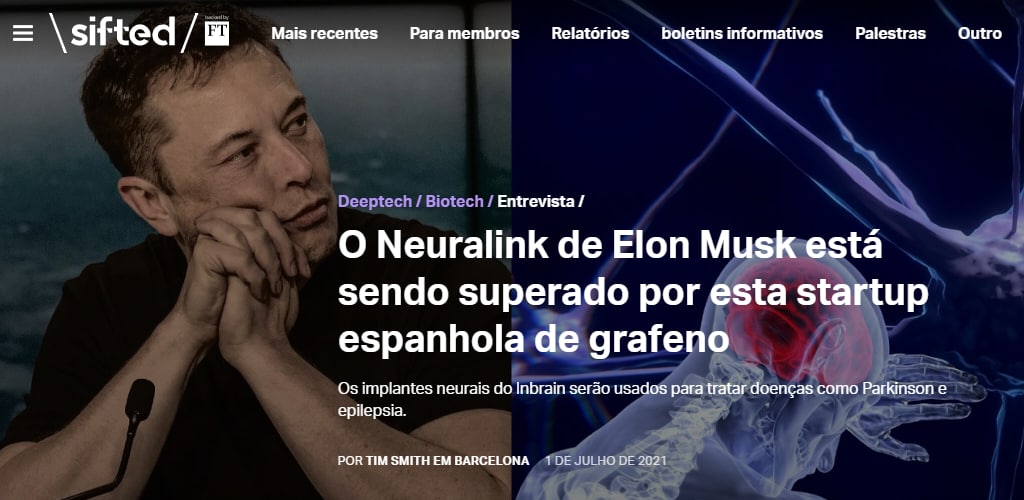 \sifted/ backed by FT Mais recentes Para membros Relatórios boletins informativos Palestras Outro
Deeptech / Biotech / Entrevista /
O Neuralink de Elon Musk está
sendo superado por esta startup
espanhola de grafeno
Os implantes neurais do Inbrain serão usados para tratar doenças como Parkinson e
epilepsia.
POR TIM SMITH EM BARCELONA 1 DE JULHO DE 2021